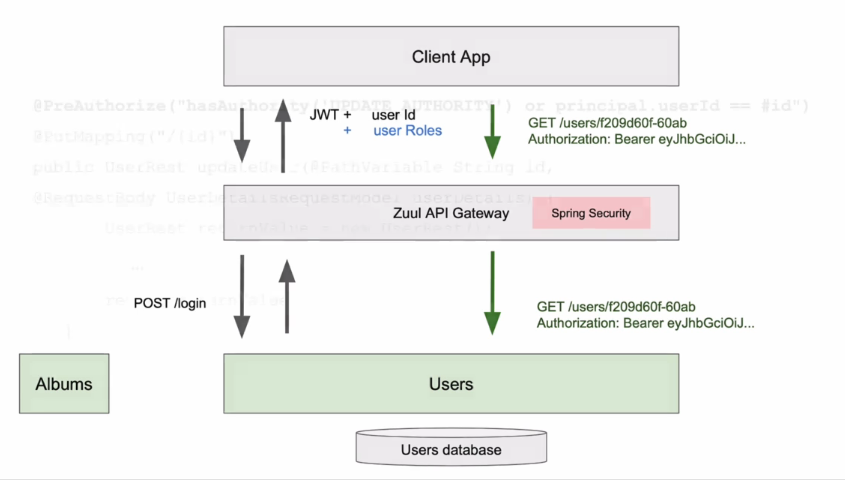 Client App
@PreAuthorize("hasAuthority('UPDATE_AUTHORITY') or principal.userId == #id")
JWT + user Id
+ user Roles
GET /users/f209d60f-60ab
Authorization: Bearer eyJhbGciOiJ...
@PutMapping("/{id}")
public UserRest updateUser(@PathVariable String id,
@RequestBody UserDetailsRequestModel userDetails) {
Zuul API Gateway
Spring Security
UserRest returnValue = new UserRest();
...
POST /login
GET /users/f209d60f-60ab
Authorization: Bearer eyJhbGciOiJ...
}
Albums
Users
Users database